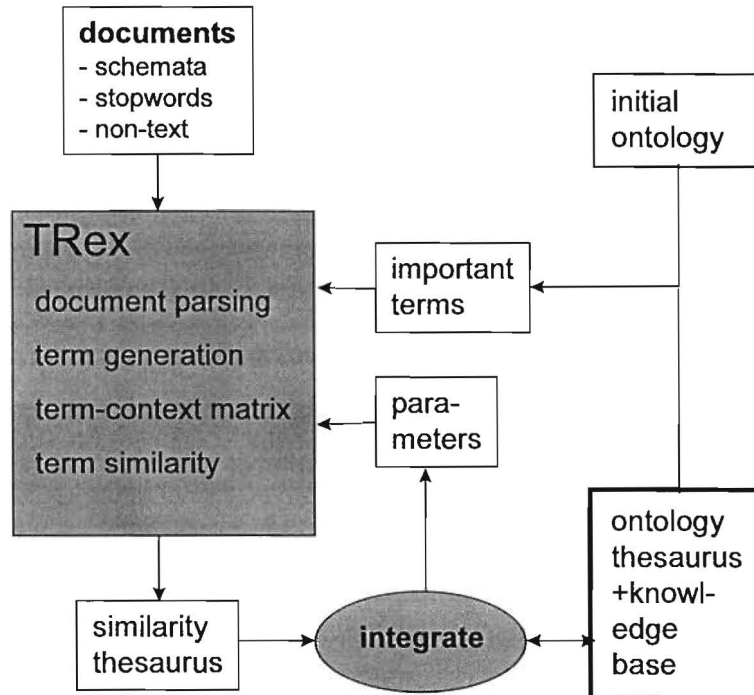 documents
- schemata
- stopwords
- non-text
initial
ontology
TRex
document parsing
term generation
term-context matrix
term similarity
important
terms
para-
meters
ontology
thesaurus
+knowl-
edge
base
similarity
thesaurus
integrate